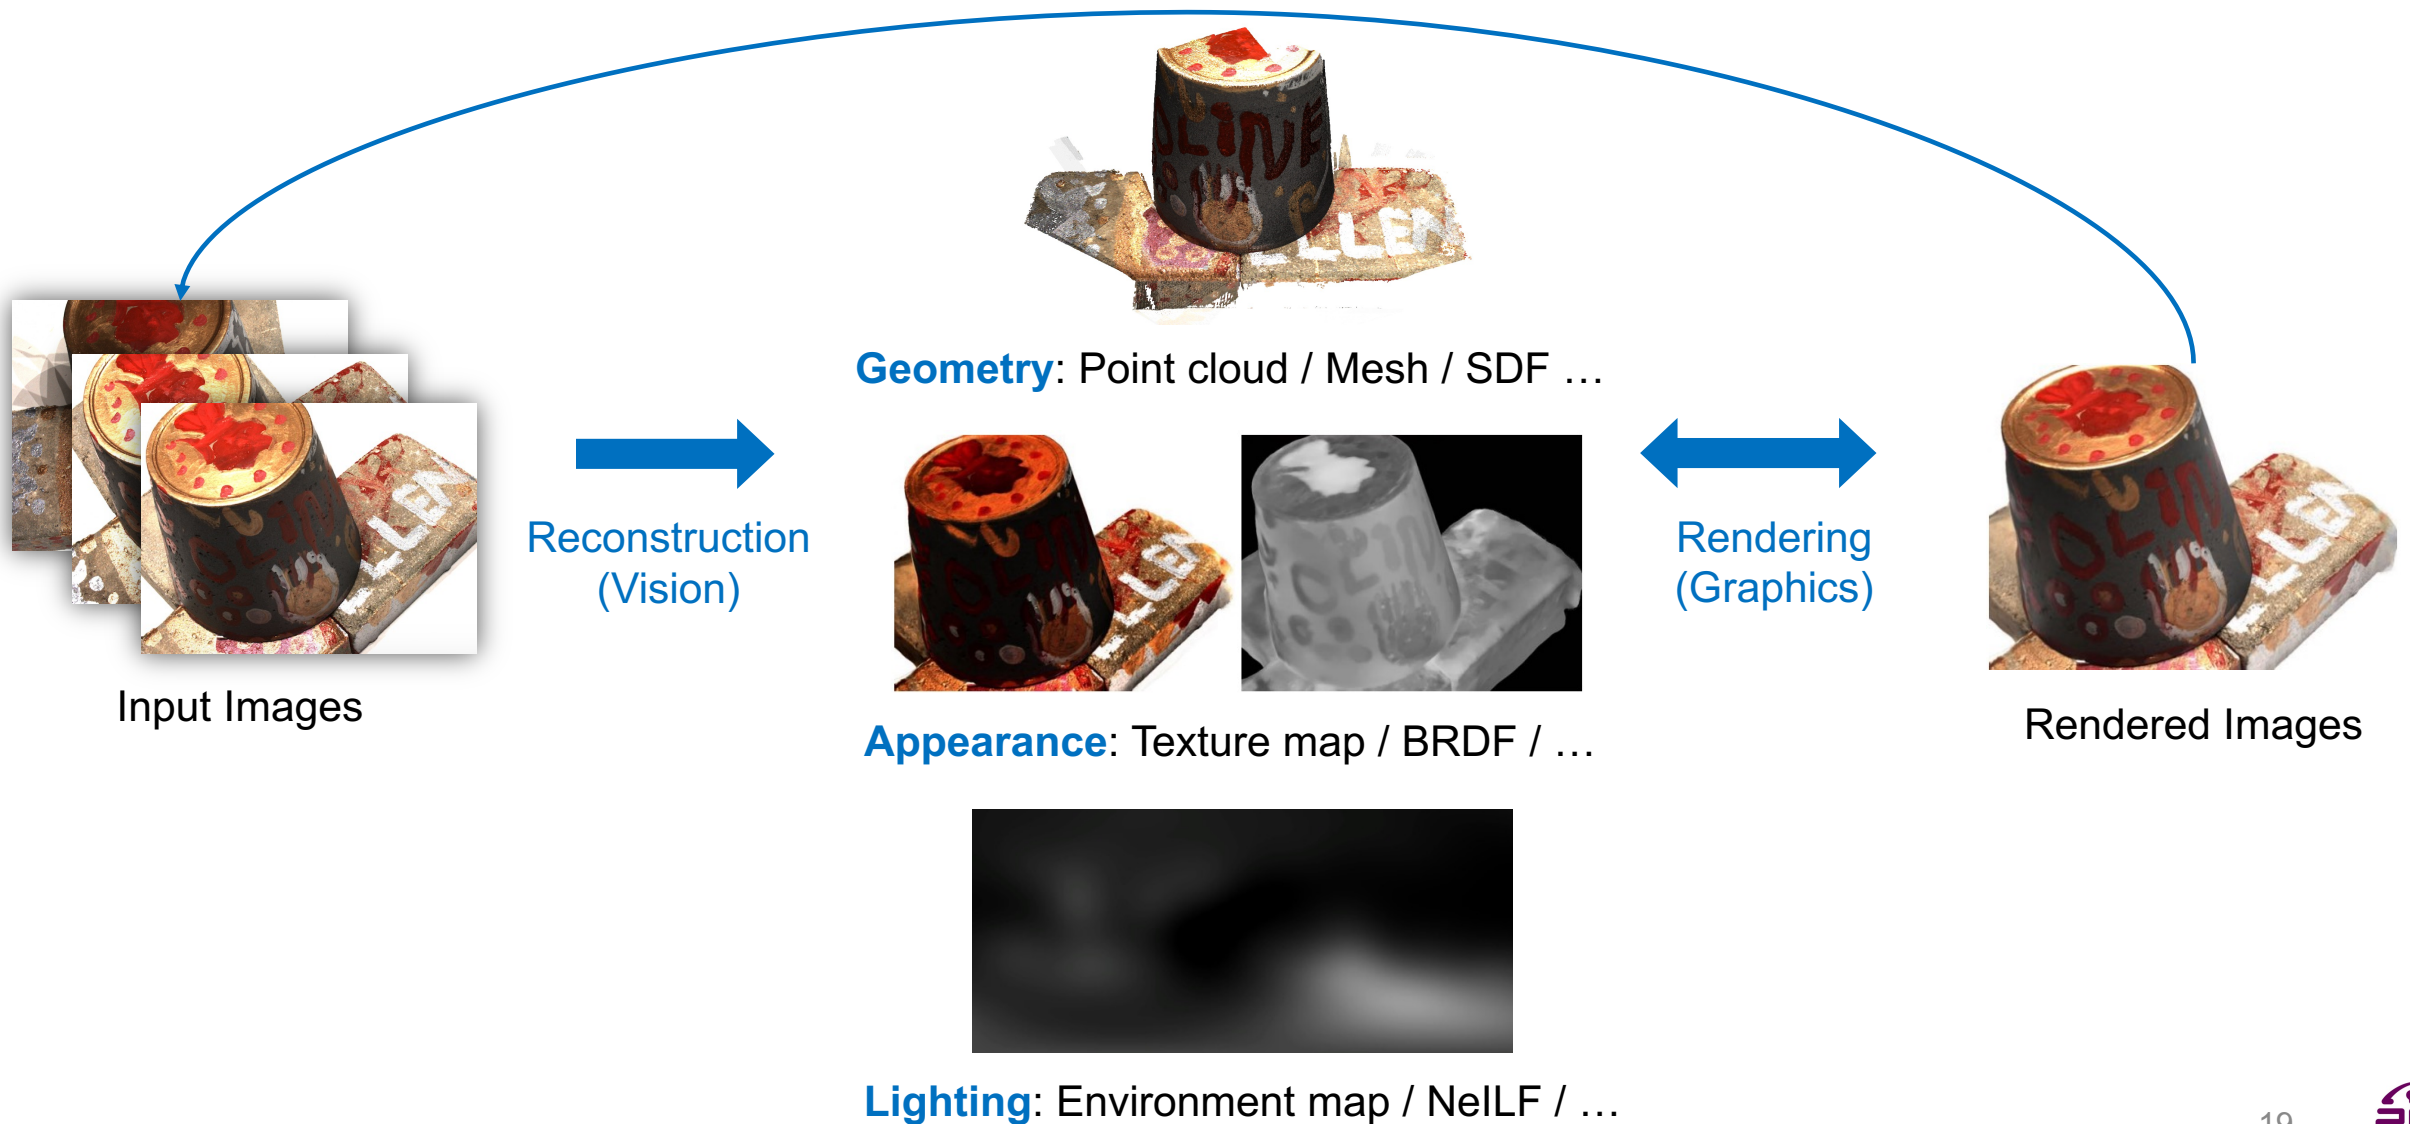 Geometry: Point cloud / Mesh / SDF …
Reconstruction
(Vision)
Rendering
(Graphics)
Input Images
Appearance: Texture map / BRDF / …
Rendered Images
Lighting: Environment map / NeILF / …
19